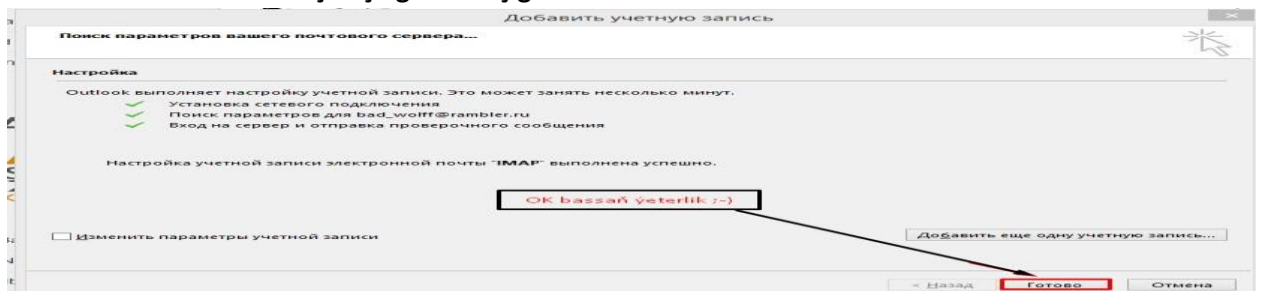 Добавить учетную запись
Поиск параметров вашего почтового сервера...
Настройка
Outlook выполняет настройку учетной записи. Это может занять несколько минут.
Установка сетевого подключения
Поиск параметров для bad_wolff@rambler.ru
Вход на сервер и отправка проверочного сообщения
Настройка учетной записи электронной почты "IMAP" выполнена успешно.
OK bassaň ýeterlik ;-)
Изменить параметры учетной записи
Добавить еще одну учетную запись...
< Назад Готово Отмена